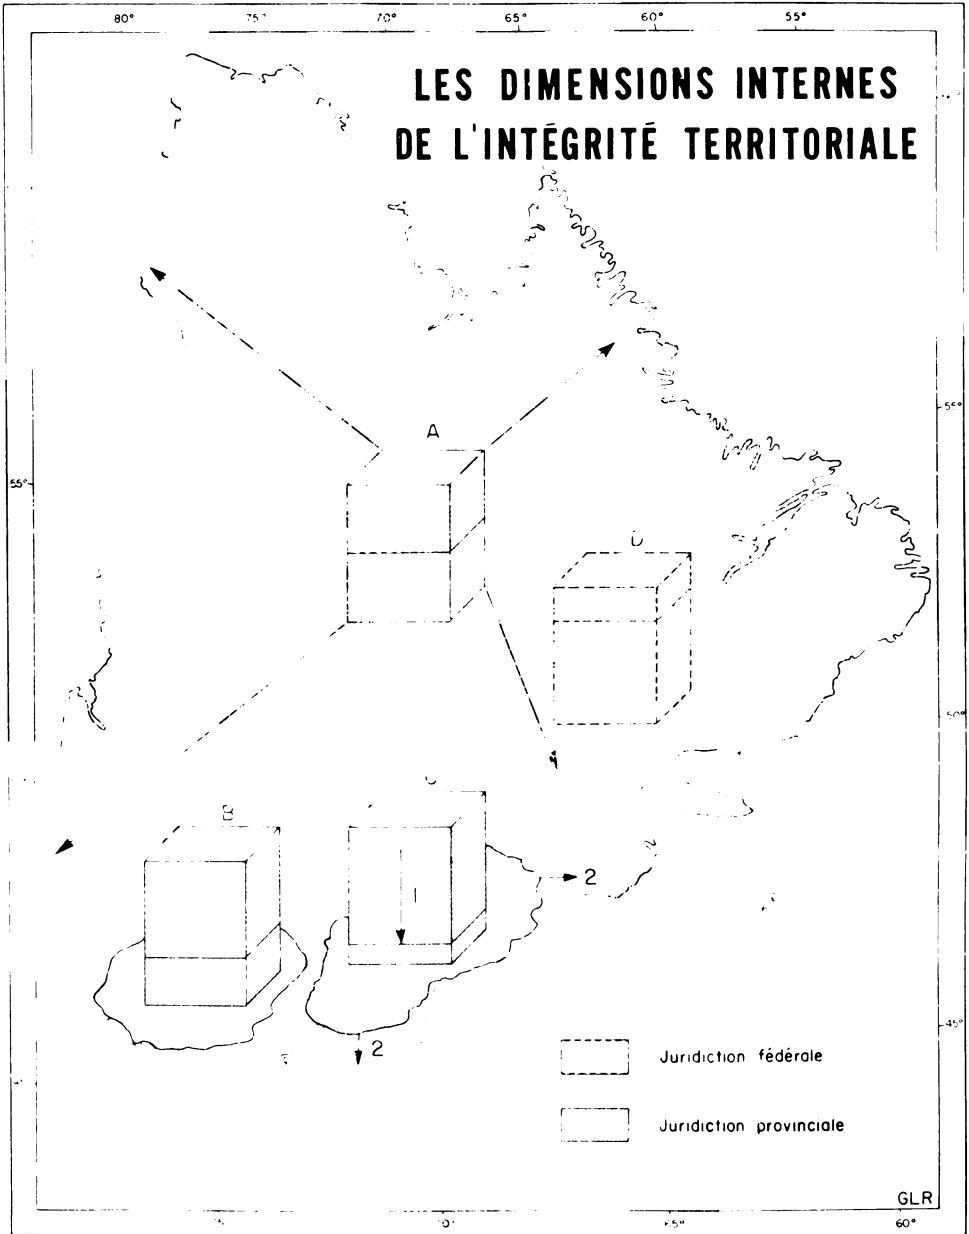 80° 75° 70° 65° 60° 55°
LES DIMENSIONS INTERNES
DE L'INTÉGRITÉ TERRITORIALE
55°
A
55°
D
50°
B
C
1
2
2
45°
Juridiction fédérale
Juridiction provinciale
GLR
65° 60°